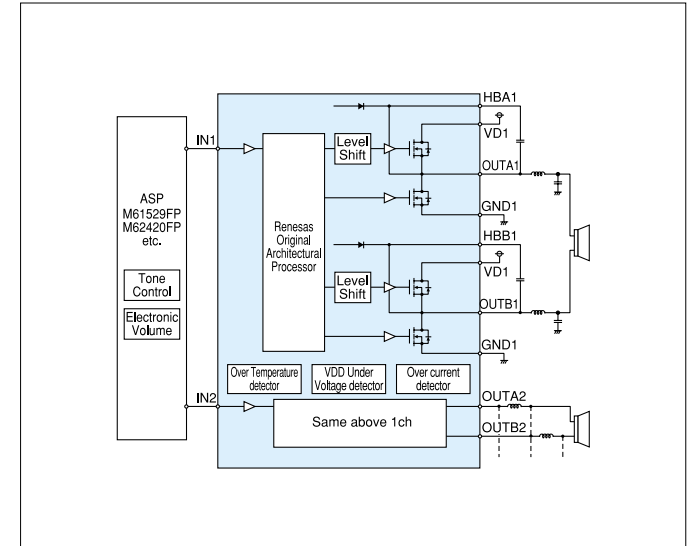 ASP
M61529FP
M62420FP
etc.
Tone
Control
Electronic
Volume
IN1
IN2
Renesas
Original
Architectural
Processor
Level
Shift
Level
Shift
HBA1
VD1
OUTA1
GND1
HBB1
VD1
OUTB1
GND1
Over Temperature
detector
VDD Under
Voltage detector
Over current
detector
Same above 1ch
OUTA2
OUTB2